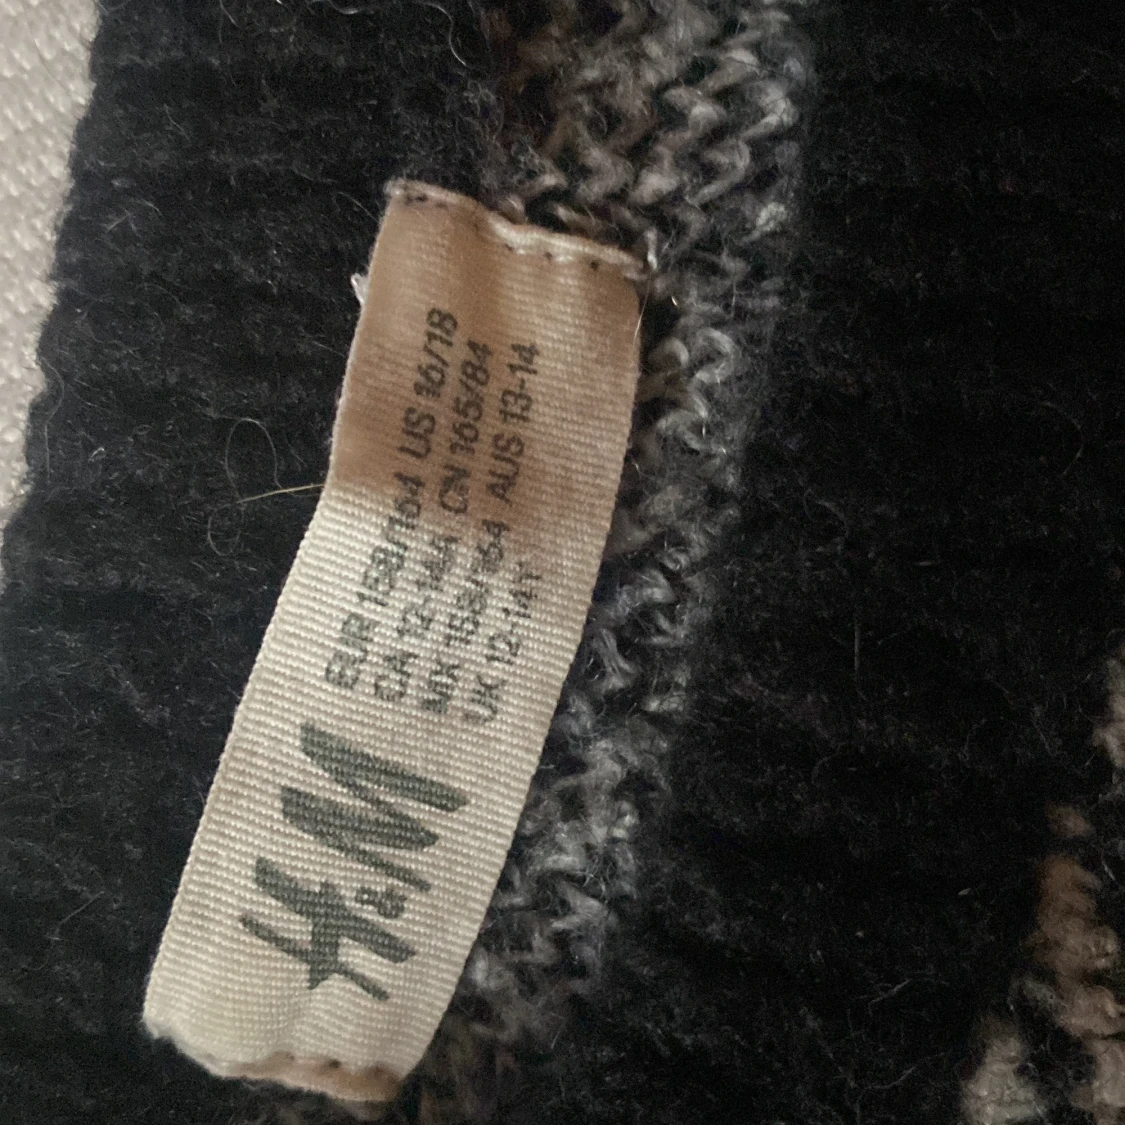 H&M
EUR 158/164 US 16/18
CA 12-14A CN 165/84
MX 158/164 AUS 13-14
UK 12-14Y